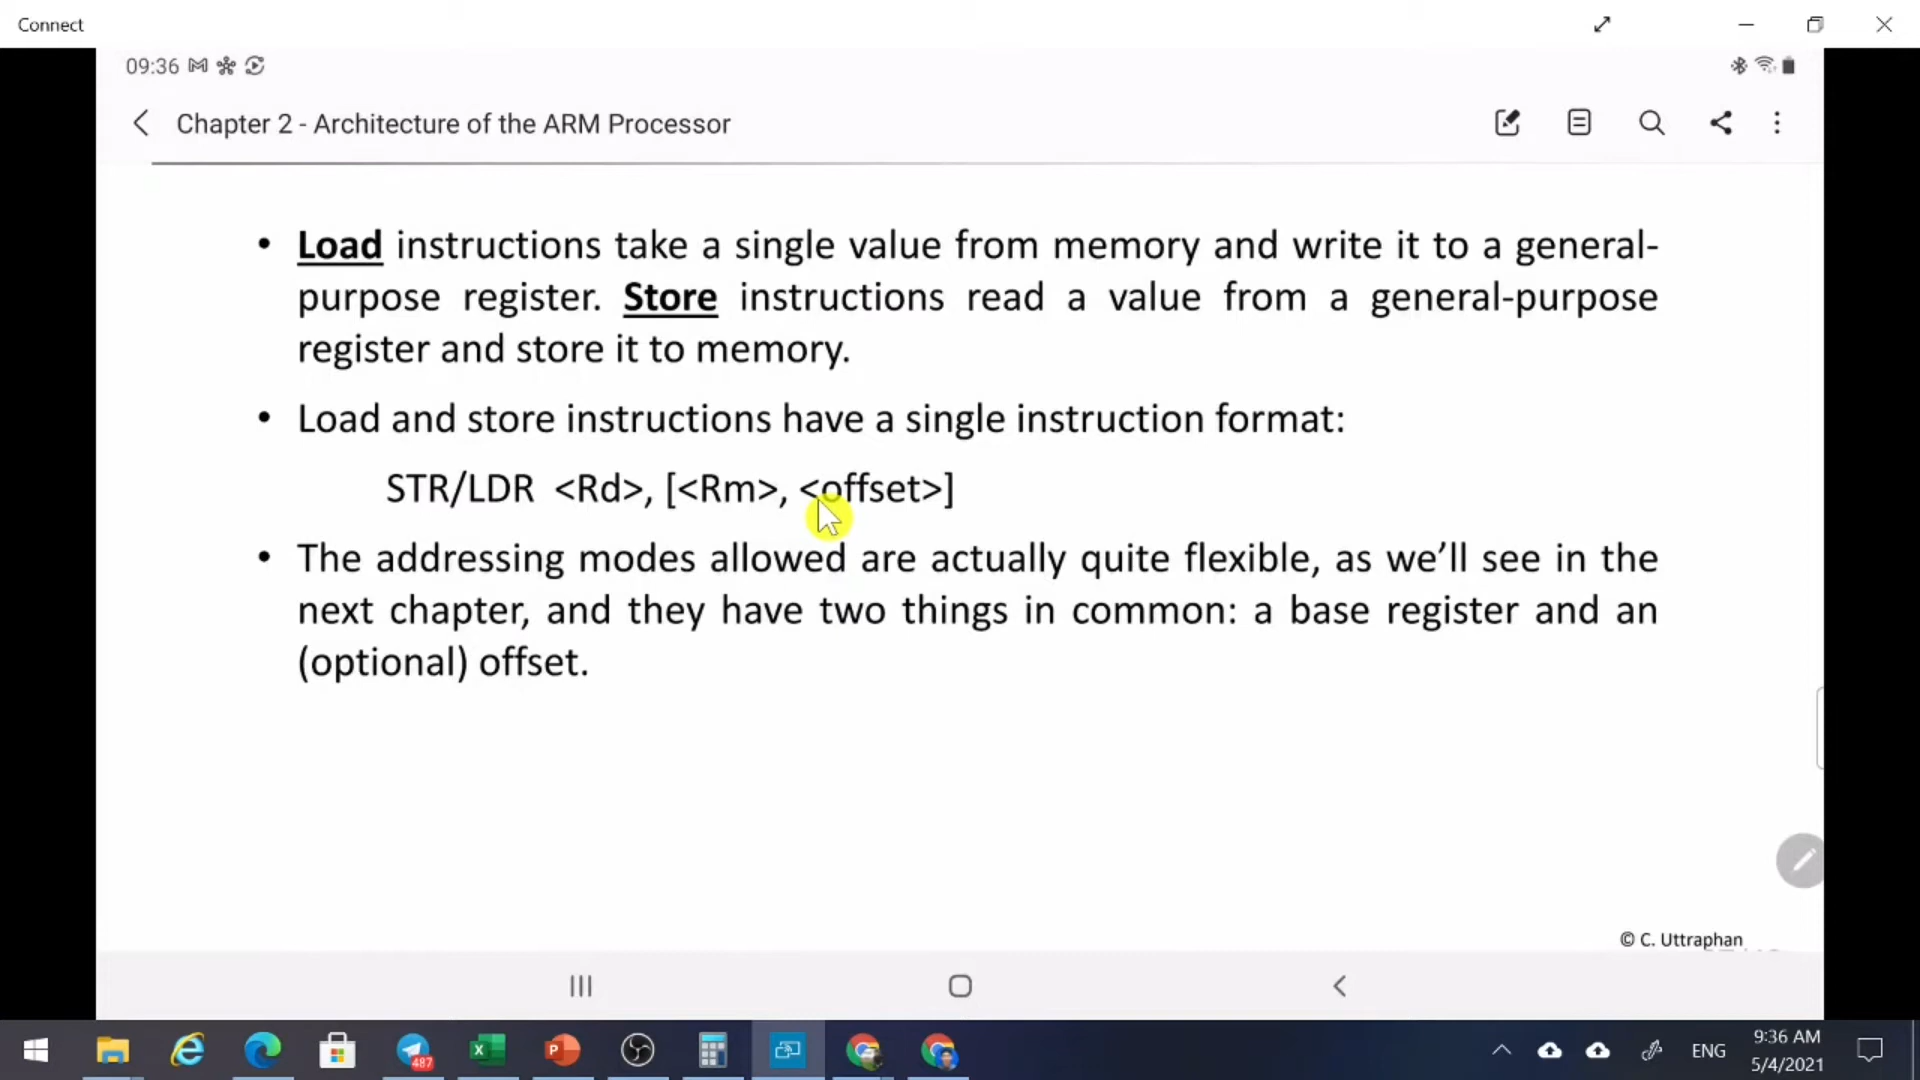 Connect
09:36
Chapter 2 - Architecture of the ARM Processor
• Load instructions take a single value from memory and write it to a general-
purpose register. Store instructions read a value from a general-purpose
register and store it to memory.
• Load and store instructions have a single instruction format:
STR/LDR <Rd>, [<Rm>, <offset>]
• The addressing modes allowed are actually quite flexible, as we’ll see in the
next chapter, and they have two things in common: a base register and an
(optional) offset.
© C. Uttraphan
487
ENG
9:36 AM
5/4/2021